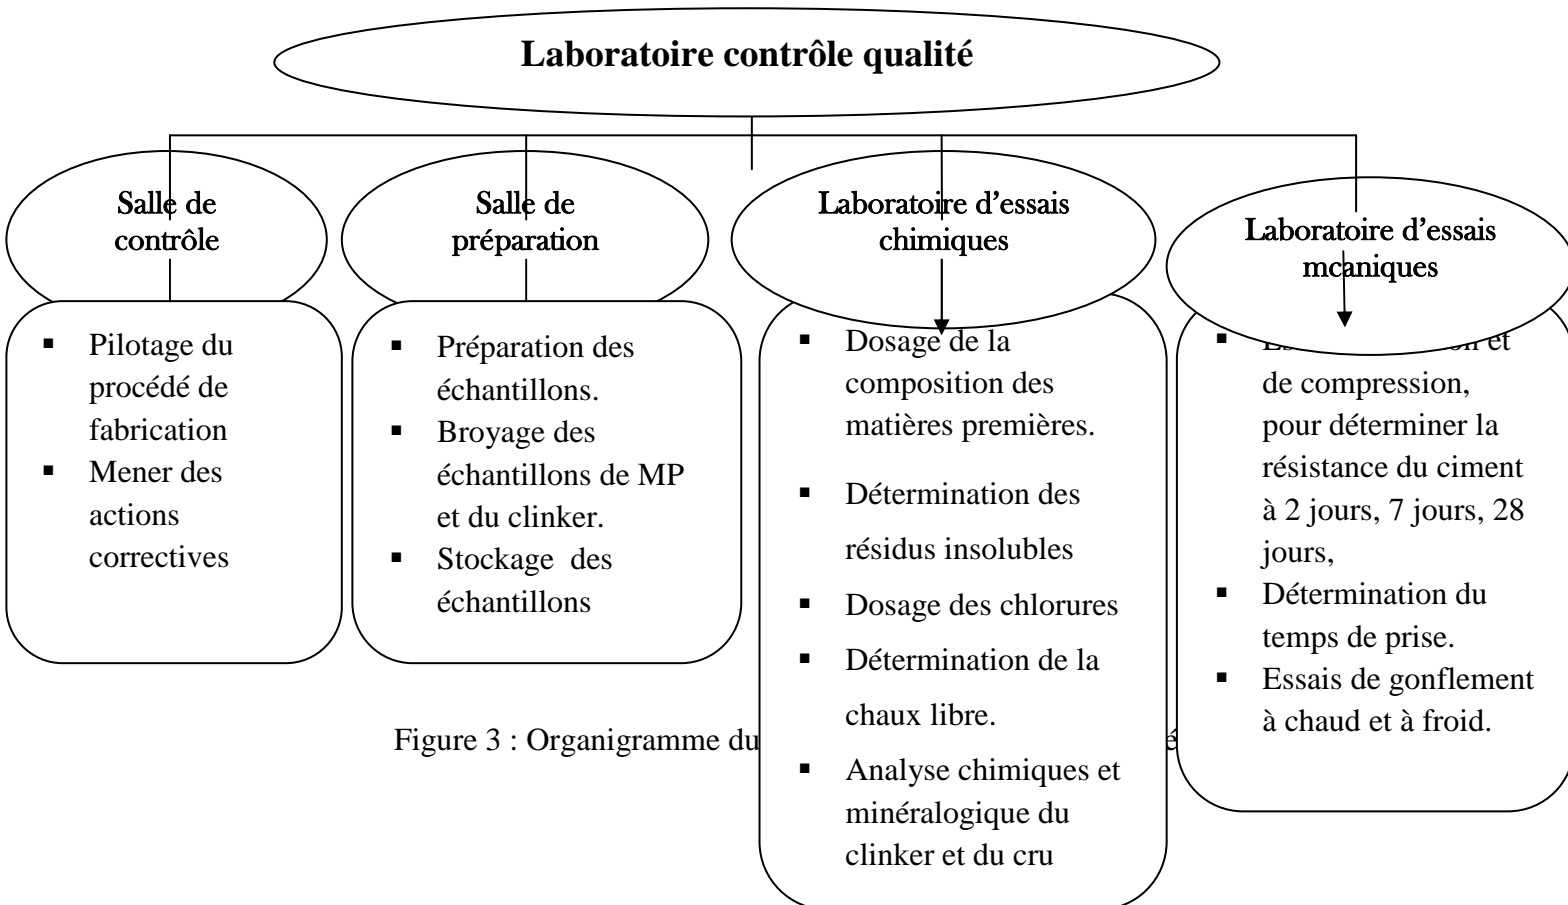 Laboratoire contrôle qualité
Salle de
contrôle
Salle de
préparation
Laboratoire d'essais
chimiques
Laboratoire d'essais
mcaniques
▪ Pilotage du
procédé de
fabrication
▪ Mener des
actions
correctives
▪ Préparation des
échantillons.
▪ Broyage des
échantillons de MP
et du clinker.
▪ Stockage des
échantillons
▪ Dosage de la
composition des
matières premières.
▪ Détermination des
résidus insolubles
▪ Dosage des chlorures
▪ Détermination de la
chaux libre.
▪ Analyse chimiques et
minéralogique du
clinker et du cru
▪ et
de compression,
pour déterminer la
résistance du ciment
à 2 jours, 7 jours, 28
jours,
▪ Détermination du
temps de prise.
▪ Essais de gonflement
à chaud et à froid.
Figure 3 : Organigramme du